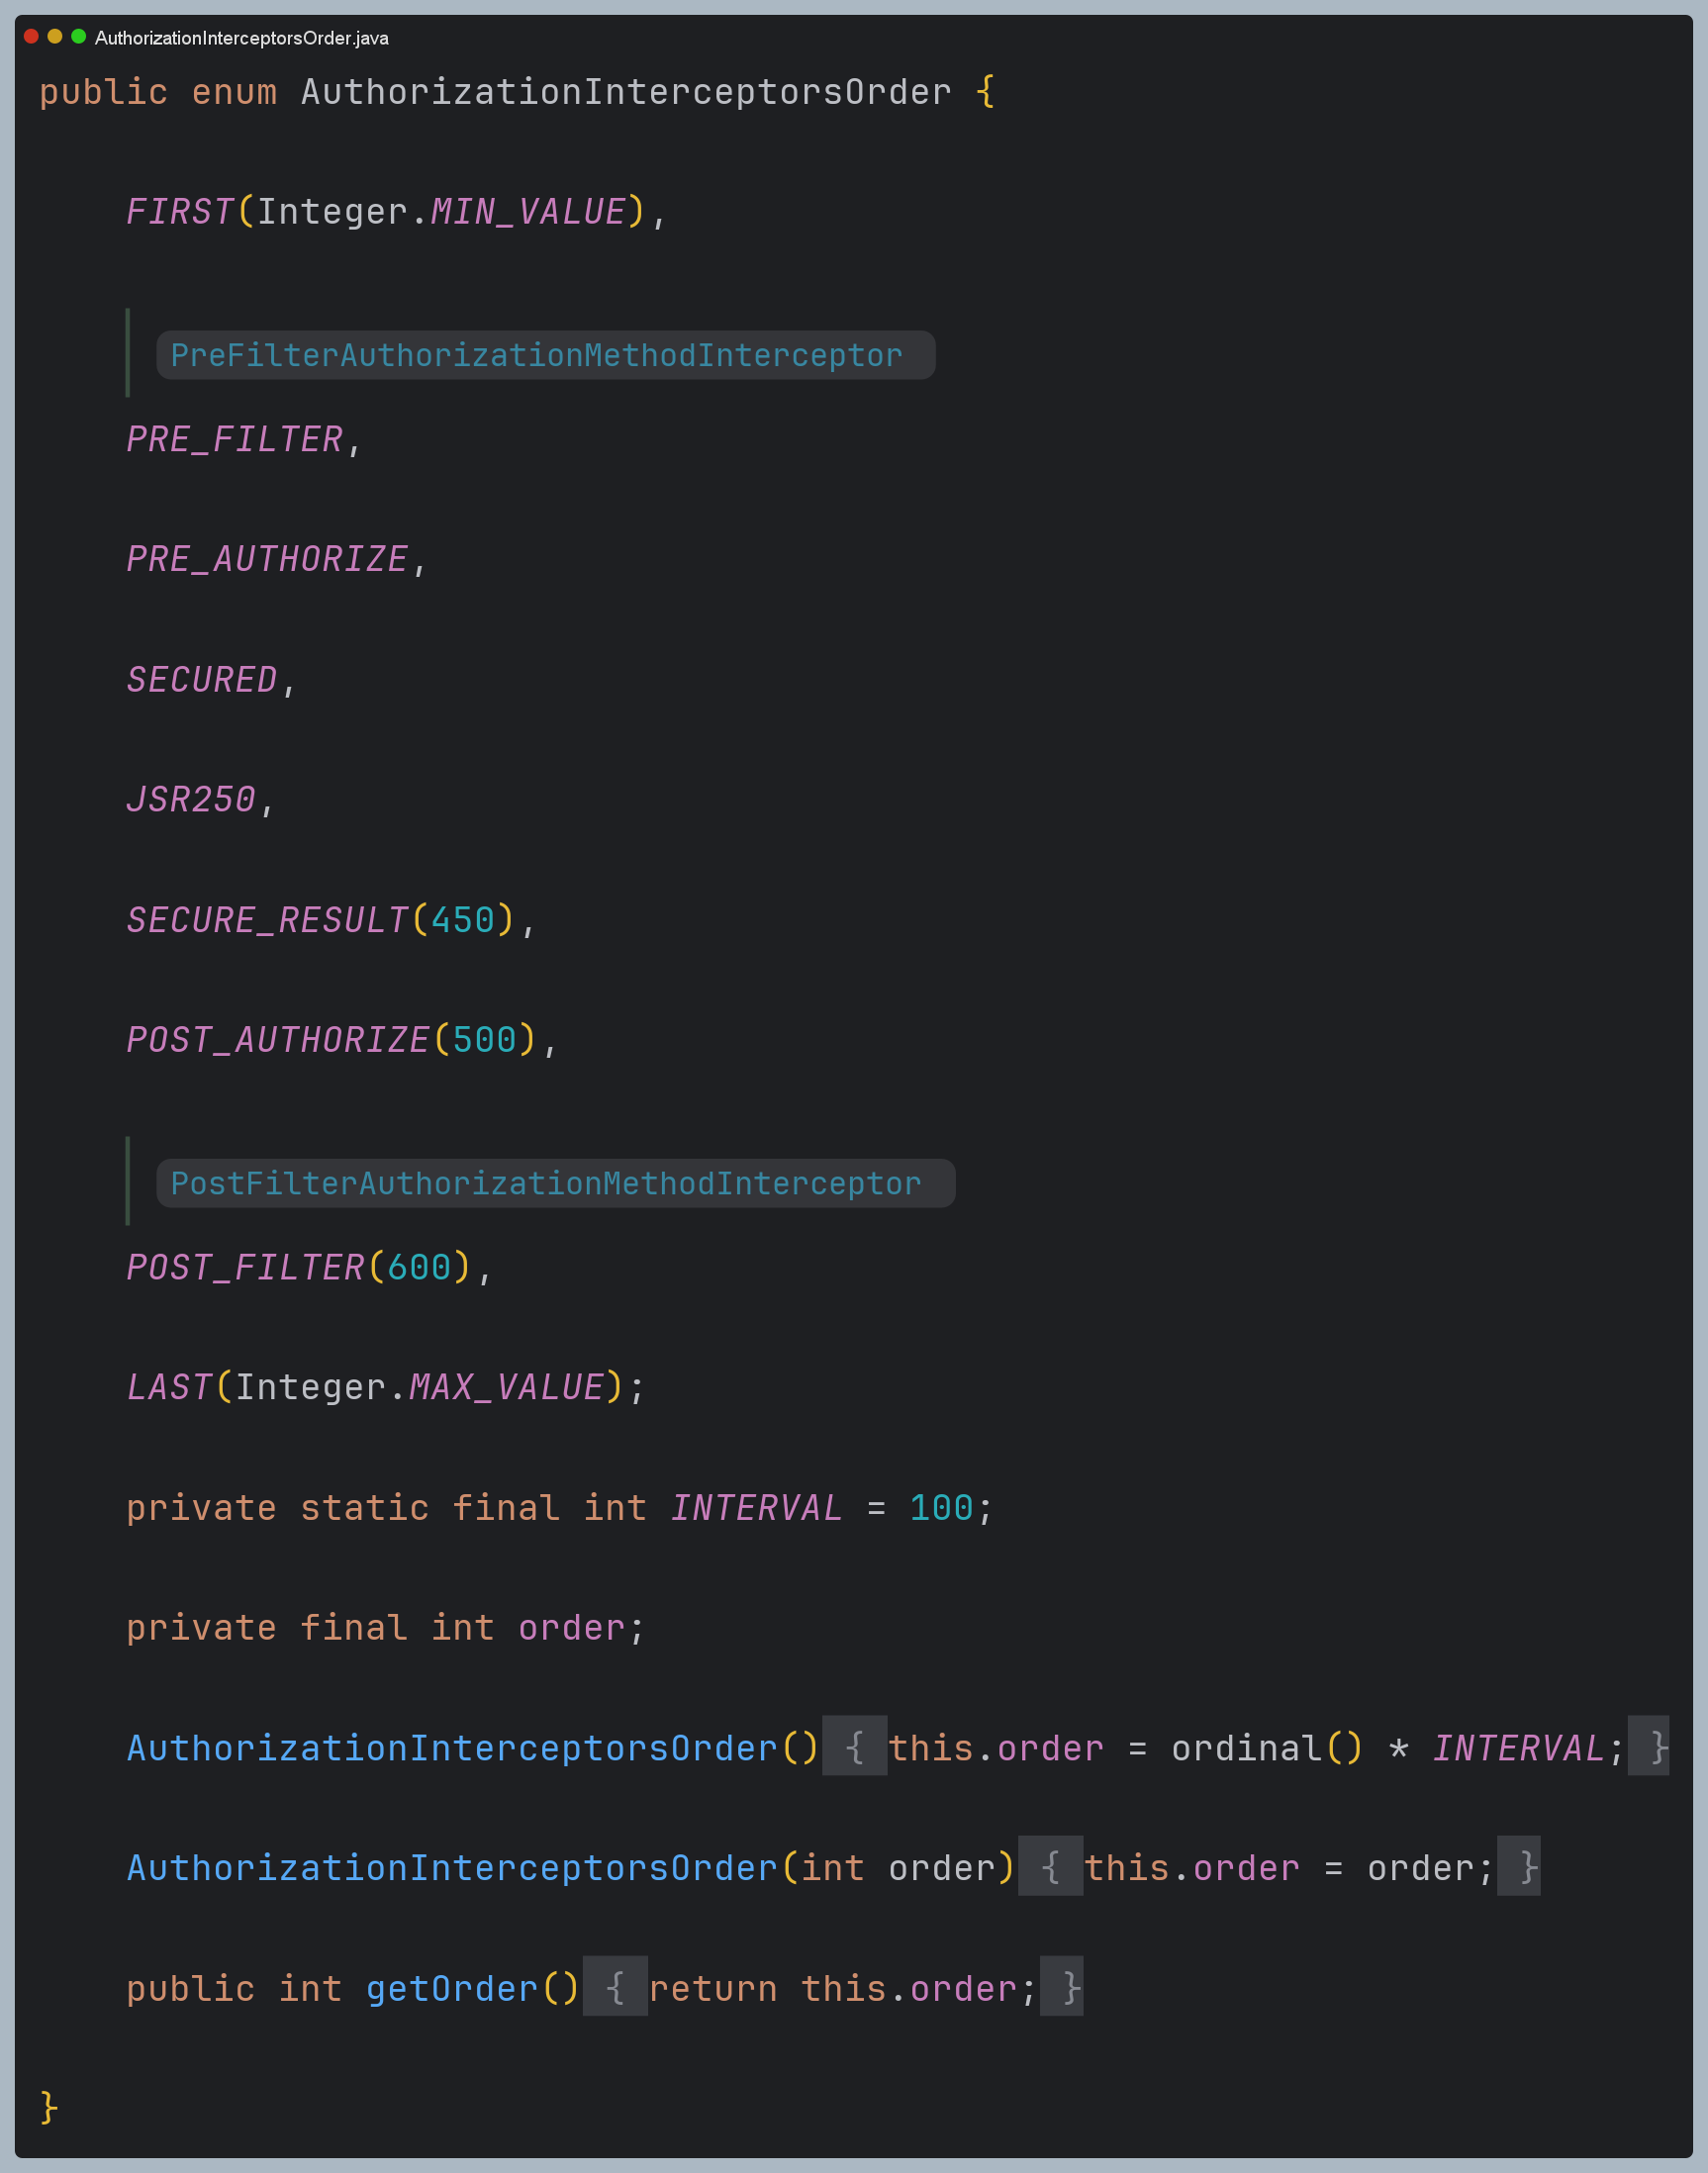 AuthorizationInterceptorsOrder.java
public enum AuthorizationInterceptorsOrder {
FIRST(Integer.MIN_VALUE),
PreFilterAuthorizationMethodInterceptor
PRE_FILTER,
PRE_AUTHORIZE,
SECURED,
JSR250,
SECURE_RESULT(450),
POST_AUTHORIZE(500),
PostFilterAuthorizationMethodInterceptor
POST_FILTER(600),
LAST(Integer.MAX_VALUE);
private static final int INTERVAL = 100;
private final int order;
AuthorizationInterceptorsOrder() { this.order = ordinal() * INTERVAL; }
AuthorizationInterceptorsOrder(int order) { this.order = order; }
public int getOrder() { return this.order; }
}